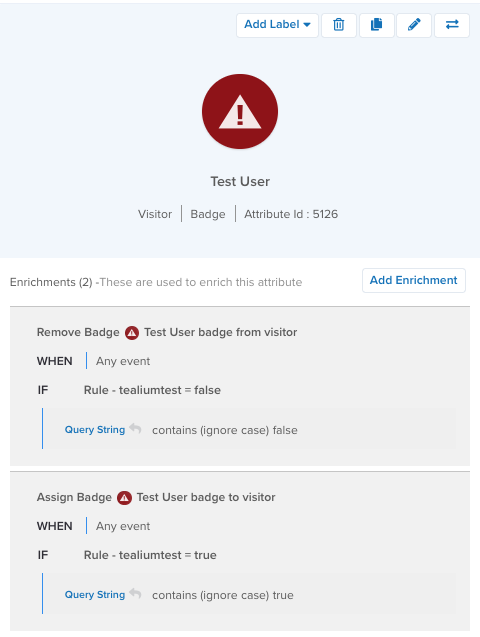 Add Label
Test User
Visitor | Badge | Attribute Id : 5126
Enrichments (2) -These are used to enrich this attribute
Add Enrichment
Remove Badge Test User badge from visitor
WHEN Any event
IF Rule - tealiumtest = false
Query String contains (ignore case) false
Assign Badge Test User badge to visitor
WHEN Any event
IF Rule - tealiumtest = true
Query String contains (ignore case) true